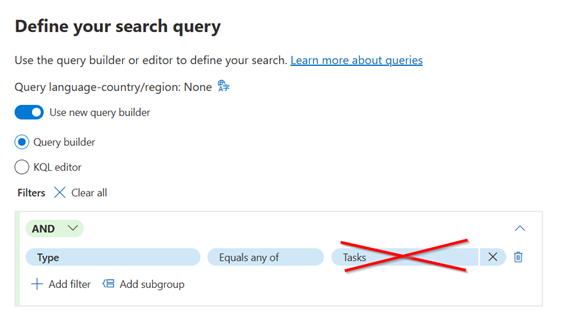 Define your search query
Use the query builder or editor to define your search. Learn more about queries
Query language-country/region: None
Use new query builder
Query builder
KQL editor
Filters Clear all
AND
Type Equals any of Tasks
Add filter Add subgroup